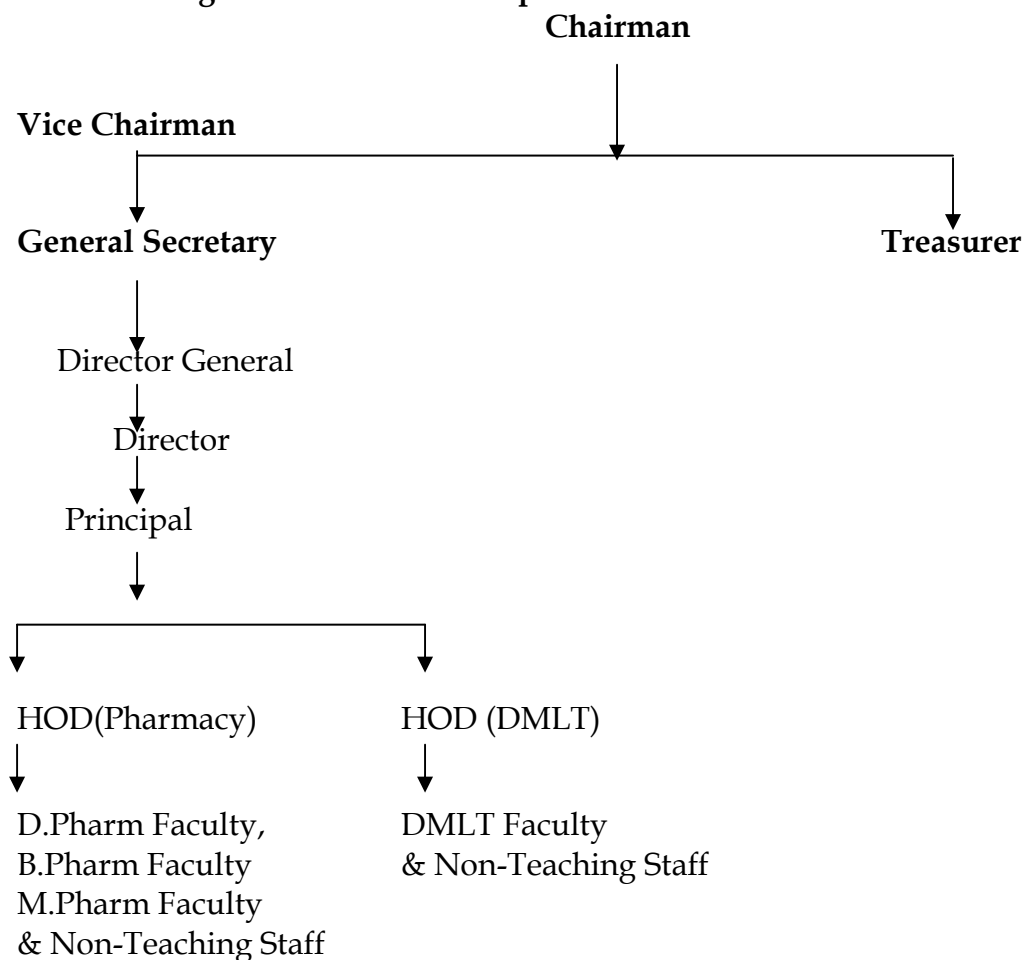 Chairman
Vice Chairman
General Secretary
Treasurer
Director General
Director
Principal
HOD(Pharmacy)
HOD (DMLT)
D.Pharm Faculty,
B.Pharm Faculty
M.Pharm Faculty
& Non-Teaching Staff
DMLT Faculty
& Non-Teaching Staff